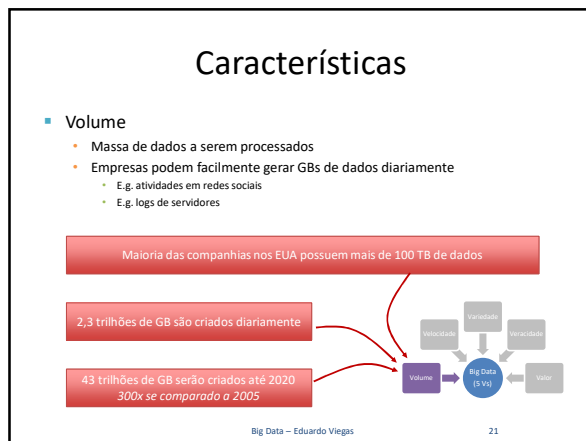 Características
Volume
Massa de dados a serem processados
Empresas podem facilmente gerar GBs de dados diariamente
E.g. atividades em redes sociais
E.g. logs de servidores
Maioria das companhias nos EUA possuem mais de 100 TB de dados
2,3 trilhões de GB são criados diariamente
43 trilhões de GB serão criados até 2020
300x se comparado a 2005
Variedade
Velocidade
Veracidade
Volume
Big Data
(5 Vs)
Valor
Big Data – Eduardo Viegas
21